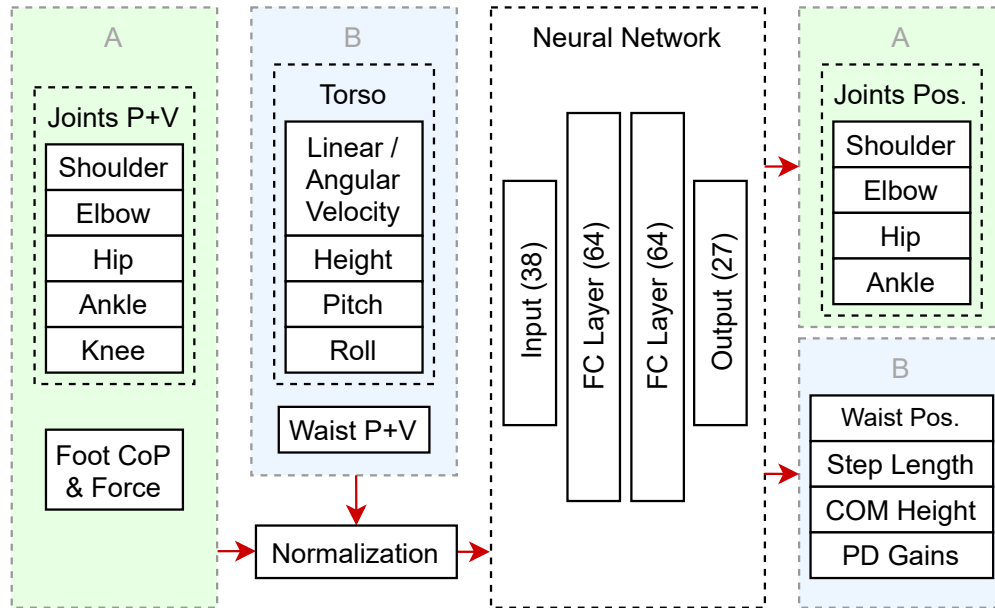 A
Joints P+V
Shoulder
Elbow
Hip
Ankle
Knee
Foot CoP
& Force
B
Torso
Linear /
Angular
Velocity
Height
Pitch
Roll
Waist P+V
Normalization
Neural Network
Input (38)
FC Layer (64)
FC Layer (64)
Output (27)
A
Joints Pos.
Shoulder
Elbow
Hip
Ankle
B
Waist Pos.
Step Length
COM Height
PD Gains